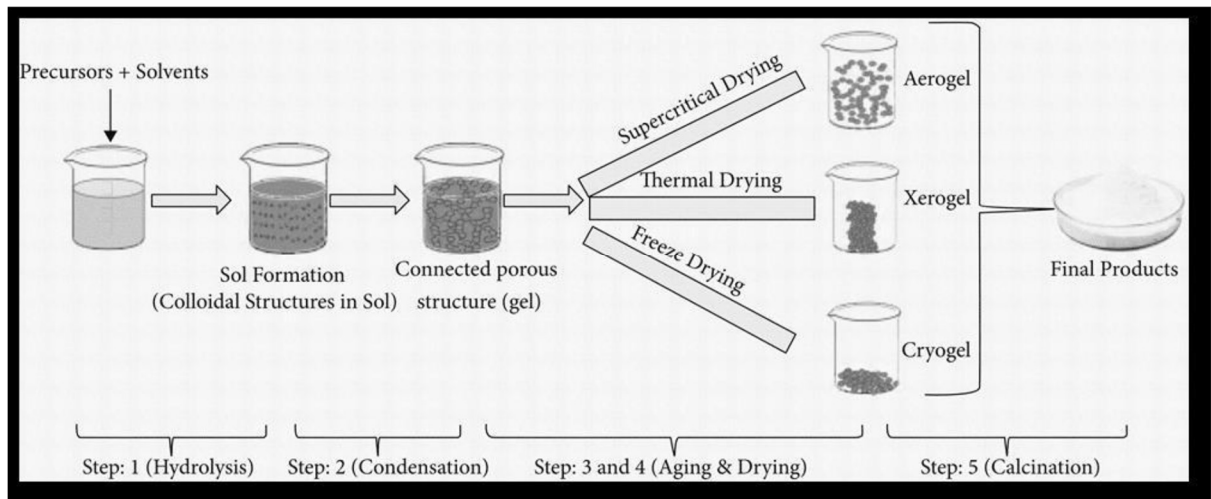 Precursors + Solvents
Sol Formation
(Colloidal Structures in Sol)
Connected porous
structure (gel)
Supercritical Drying
Thermal Drying
Freeze Drying
Aerogel
Xerogel
Cryogel
Final Products
Step: 1 (Hydrolysis)
Step: 2 (Condensation)
Step: 3 and 4 (Aging & Drying)
Step: 5 (Calcination)